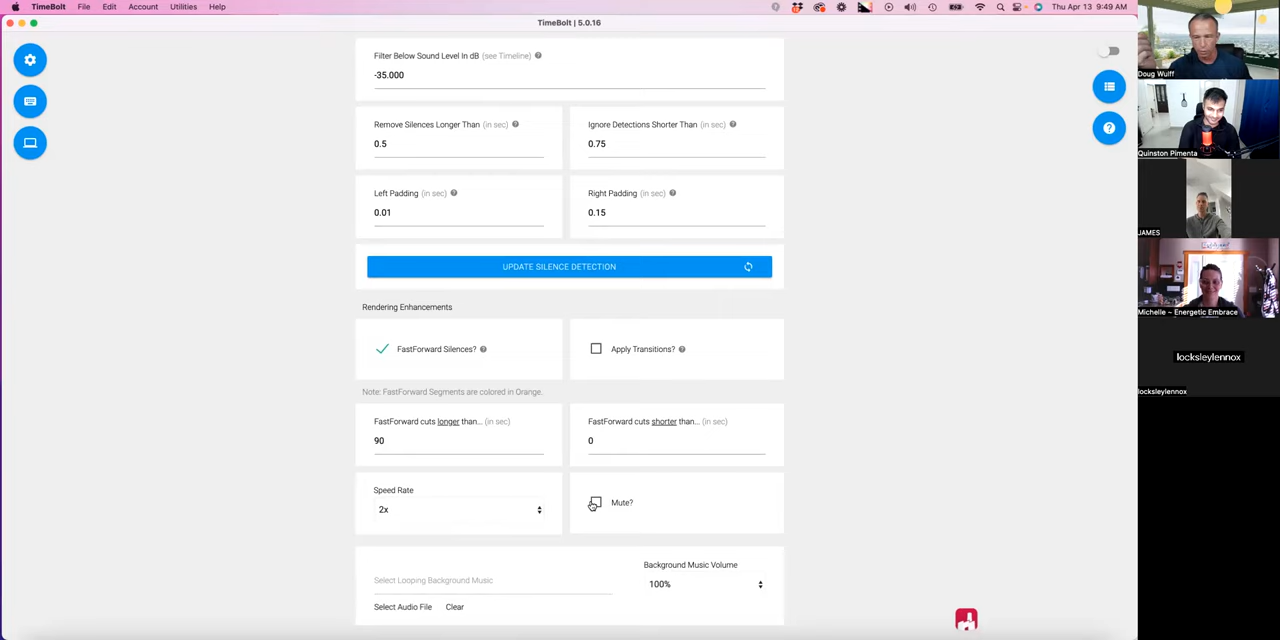 TimeBolt File Edit Account Utilities Help
Thu Apr 13 9:49 AM
TimeBolt | 5.0.16
Filter Below Sound Level In dB (see Timeline)
-35.000
Remove Silences Longer Than (in sec)
0.5
Ignore Detections Shorter Than (in sec)
0.75
Left Padding (in sec)
0.01
Right Padding (in sec)
0.15
UPDATE SILENCE DETECTION
Rendering Enhancements
FastForward Silences?
Apply Transitions?
Note: FastForward Segments are colored in Orange.
FastForward cuts longer than... (in sec)
90
FastForward cuts shorter than... (in sec)
0
Speed Rate
2x
Mute?
Select Looping Background Music
Select Audio File Clear
Background Music Volume
100%
Doug Wulff
Quinston Pimenta
JAMES
Michelle ~ Energetic Embrace
locksleylennox
locksleylennox